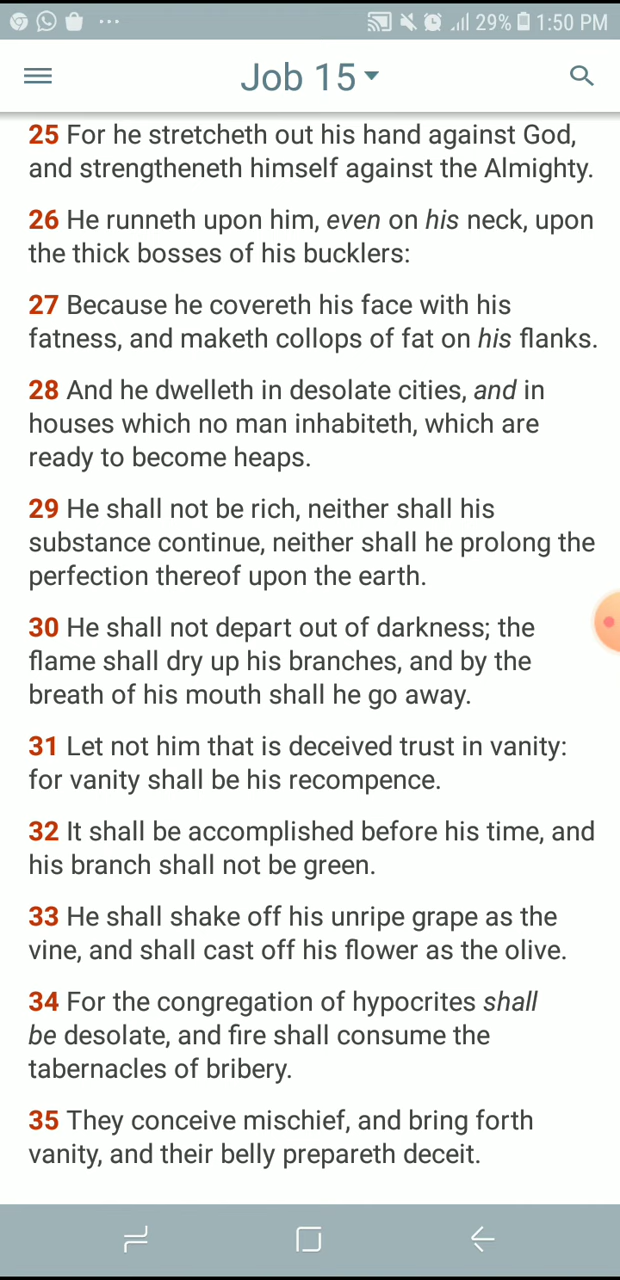 29% 1:50 PM
Job 15
25 For he stretcheth out his hand against God,
and strengtheneth himself against the Almighty.
26 He runneth upon him, even on his neck, upon
the thick bosses of his bucklers:
27 Because he covereth his face with his
fatness, and maketh collops of fat on his flanks.
28 And he dwelleth in desolate cities, and in
houses which no man inhabiteth, which are
ready to become heaps.
29 He shall not be rich, neither shall his
substance continue, neither shall he prolong the
perfection thereof upon the earth.
30 He shall not depart out of darkness; the
flame shall dry up his branches, and by the
breath of his mouth shall he go away.
31 Let not him that is deceived trust in vanity:
for vanity shall be his recompence.
32 It shall be accomplished before his time, and
his branch shall not be green.
33 He shall shake off his unripe grape as the
vine, and shall cast off his flower as the olive.
34 For the congregation of hypocrites shall
be desolate, and fire shall consume the
tabernacles of bribery.
35 They conceive mischief, and bring forth
vanity, and their belly prepareth deceit.